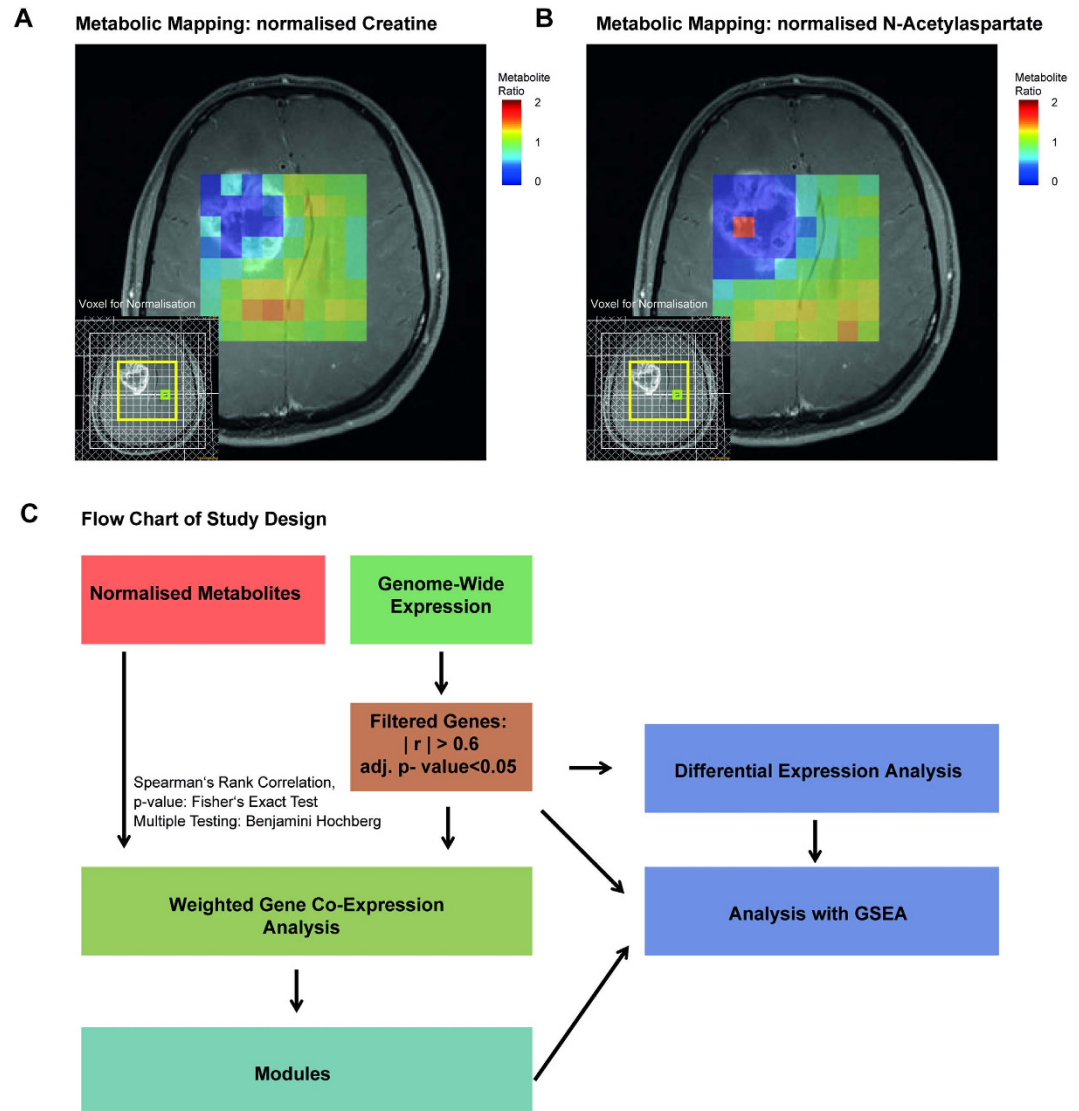 A
Metabolic Mapping: normalised Creatine
Metabolite
Ratio
2
1
0
Voxel for Normalisation
B
Metabolic Mapping: normalised N-Acetylaspartate
Metabolite
Ratio
2
1
0
Voxel for Normalisation
C
Flow Chart of Study Design
Normalised Metabolites
Genome-Wide
Expression
Filtered Genes:
| r | > 0.6
adj. p- value<0.05
Spearman‘s Rank Correlation,
p-value: Fisher‘s Exact Test
Multiple Testing: Benjamini Hochberg
Differential Expression Analysis
Weighted Gene Co-Expression
Analysis
Analysis with GSEA
Modules